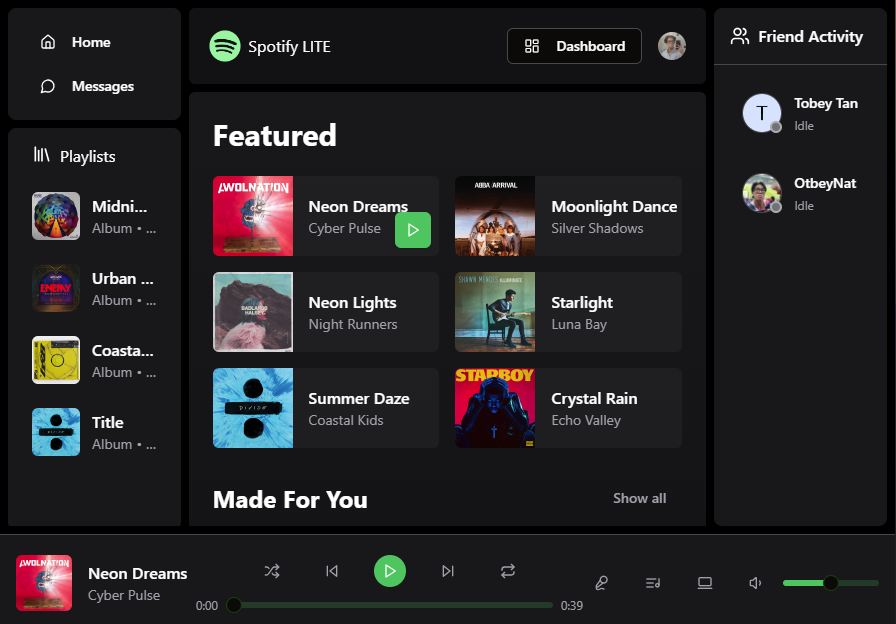 Home
Messages
Playlists
Midni...
Album • ...
Urban ...
Album • ...
Coasta...
Album • ...
Title
Album • ...
Spotify LITE
Dashboard
Featured
AWOLNATION
Neon Dreams
Cyber Pulse
ABBA ARRIVAL
Moonlight Dance
Silver Shadows
BADLANDS
HALSEY
Neon Lights
Night Runners
SHAWN MENDES ILLUMINATE
Starlight
Luna Bay
DIVIDE
Summer Daze
Coastal Kids
STARBOY
Crystal Rain
Echo Valley
Made For You
Show all
Friend Activity
T
Tobey Tan
Idle
OtbeyNat
Idle
ENEMY
AWOLNATION
Neon Dreams
Cyber Pulse
0:00
0:39